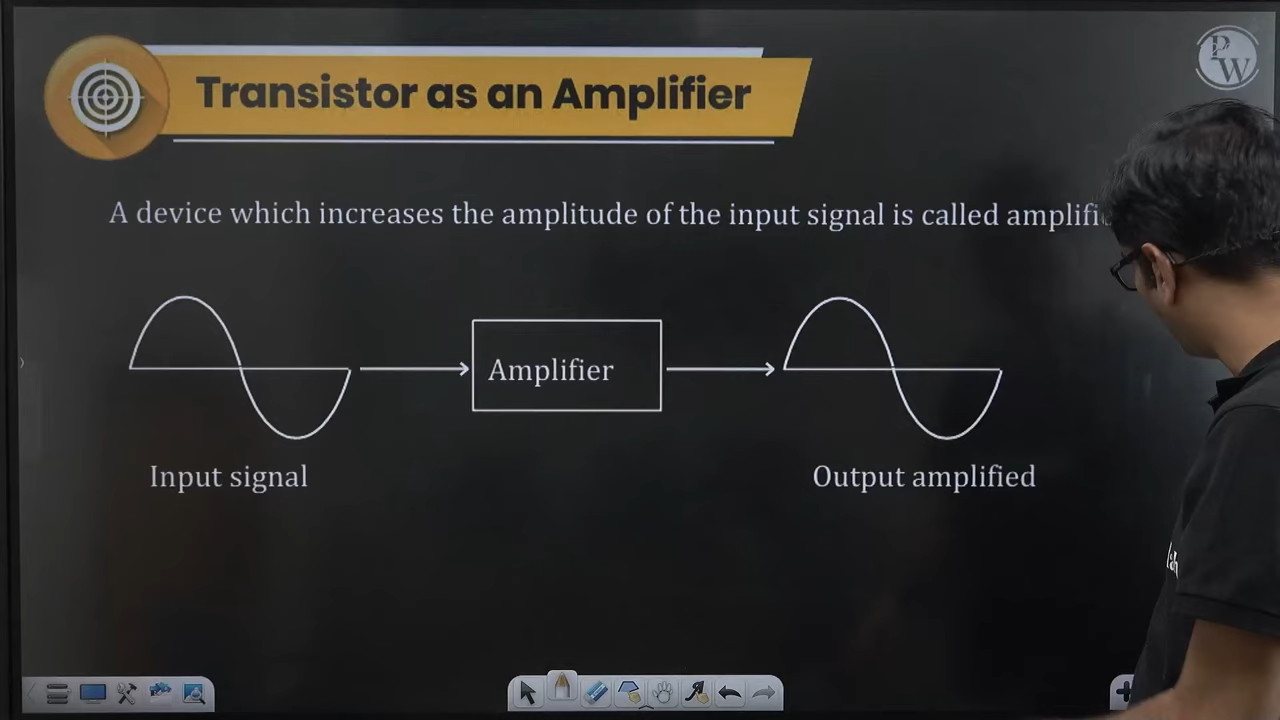 PW
Transistor as an Amplifier
A device which increases the amplitude of the input signal is called
Amplifier
Input signal
Output amplified